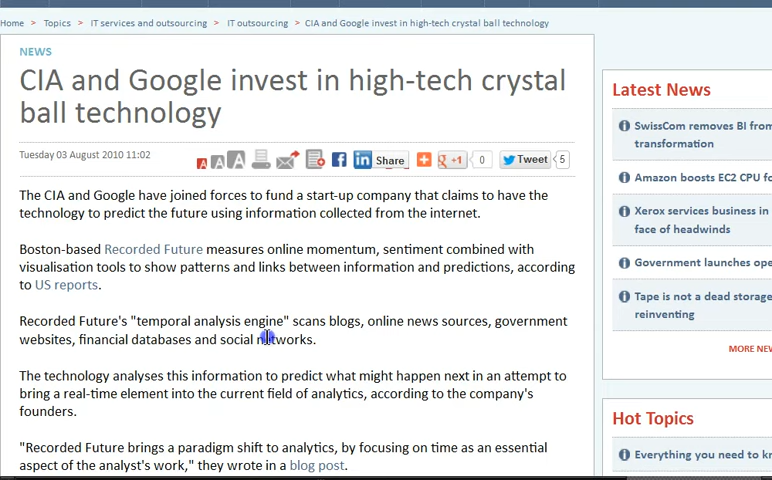 Home > Topics > IT services and outsourcing > IT outsourcing > CIA and Google invest in high-tech crystal ball technology
NEWS
CIA and Google invest in high-tech crystal
ball technology
Tuesday 03 August 2010 11:02
A A A Share +1 0 Tweet 5
The CIA and Google have joined forces to fund a start-up company that claims to have the
technology to predict the future using information collected from the internet.
Boston-based Recorded Future measures online momentum, sentiment combined with
visualisation tools to show patterns and links between information and predictions, according
to US reports.
Recorded Future's "temporal analysis engine" scans blogs, online news sources, government
websites, financial databases and social networks.
The technology analyses this information to predict what might happen next in an attempt to
bring a real-time element into the current field of analytics, according to the company's
founders.
"Recorded Future brings a paradigm shift to analytics, by focusing on time as an essential
aspect of the analyst's work," they wrote in a blog post.
Latest News
SwissCom removes BI from
transformation
Amazon boosts EC2 CPU fo
Xerox services business in
face of headwinds
Government launches ope
Tape is not a dead storage
reinventing
MORE NEW
Hot Topics
Everything you need to kn